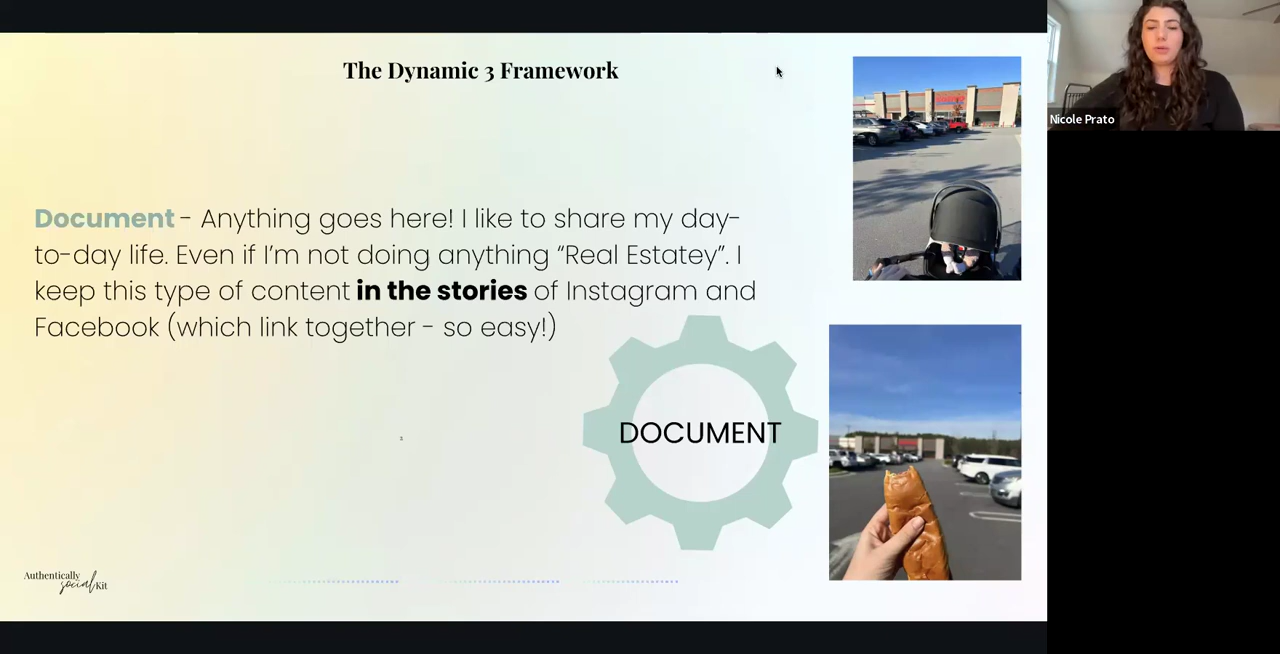 The Dynamic 3 Framework
Nicole Prato
Document - Anything goes here! I like to share my day-
to-day life. Even if I’m not doing anything “Real Estatey”. I
keep this type of content in the stories of Instagram and
Facebook (which link together - so easy!)
DOCUMENT
Authentically
social Kit